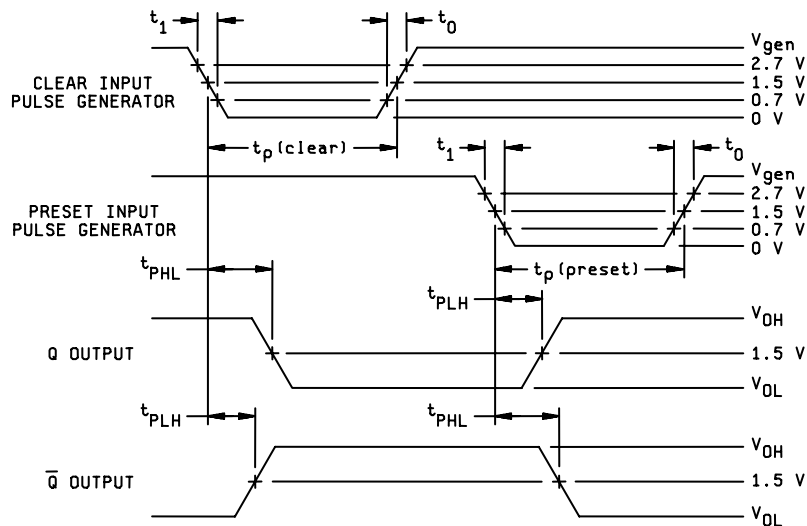 t1
t0
Vgen
2.7 V
CLEAR INPUT
PULSE GENERATOR
1.5 V
0.7 V
0 V
tp(clear)
t1
t0
Vgen
2.7 V
PRESET INPUT
PULSE GENERATOR
1.5 V
0.7 V
0 V
tPHL
tp(preset)
tPLH
VOH
Q OUTPUT
1.5 V
VOL
tPLH
tPHL
VOH
Q̅ OUTPUT
1.5 V
VOL